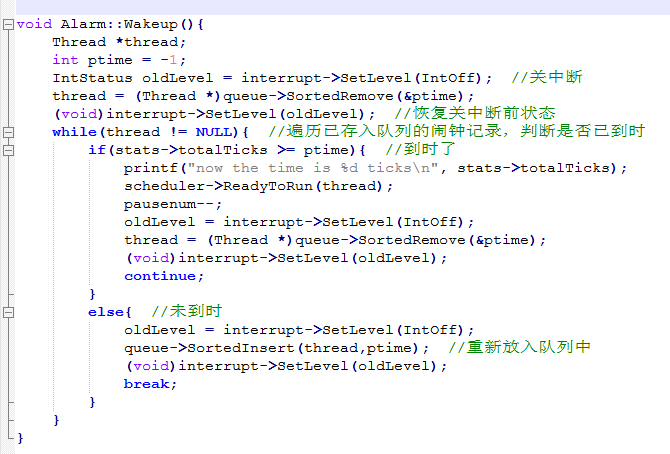 void Alarm::Wakeup(){
    Thread *thread;
    int ptime = -1;
    IntStatus oldLevel = interrupt->SetLevel(IntOff);  //关中断
    thread = (Thread *)queue->SortedRemove(&ptime);
    (void)interrupt->SetLevel(oldLevel);  //恢复关中断前状态
    while(thread != NULL){  //遍历已存入队列的闹钟记录，判断是否已到时
        if(stats->totalTicks >= ptime){  //到时了
            printf("now the time is %d ticks\n", stats->totalTicks);
            scheduler->ReadyToRun(thread);
            pausenum--;
            oldLevel = interrupt->SetLevel(IntOff);
            thread = (Thread *)queue->SortedRemove(&ptime);
            (void)interrupt->SetLevel(oldLevel);
            continue;
        }
        else{  //未到时
            oldLevel = interrupt->SetLevel(IntOff);
            queue->SortedInsert(thread,ptime);  //重新放入队列中
            (void)interrupt->SetLevel(oldLevel);
            break;
        }
    }
}